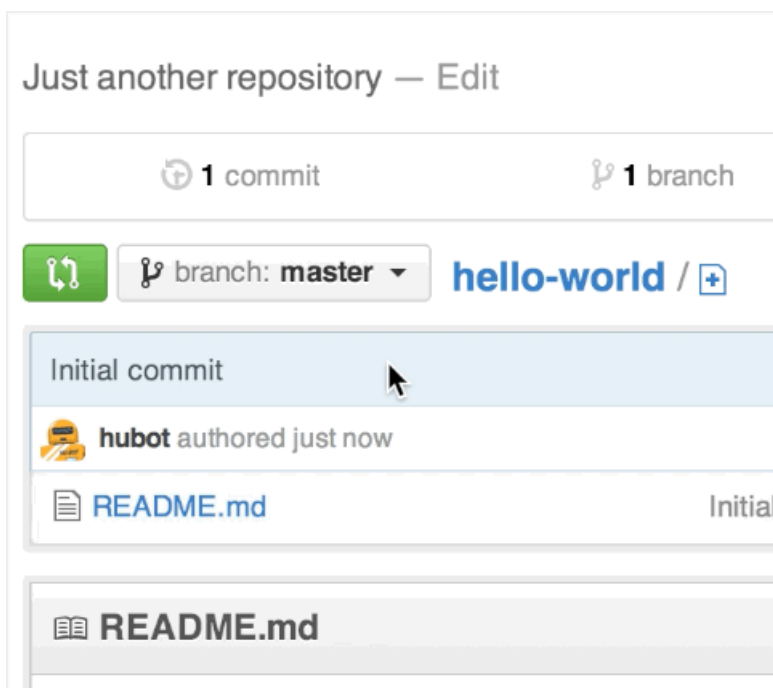 Just another repository — Edit
1 commit 1 branch
branch: master hello-world /
Initial commit
hubot authored just now
README.md Initial
README.md